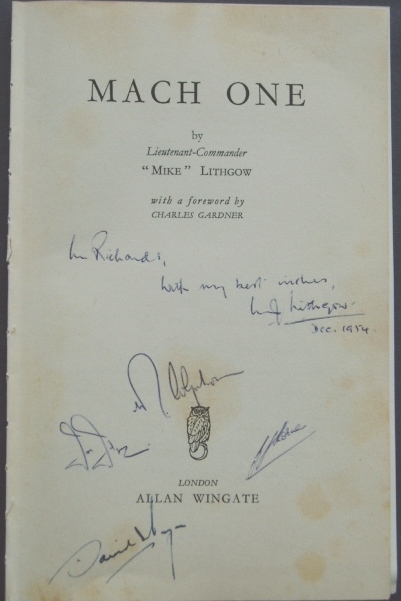 MACH ONE
by
Lieutenant-Commander
"MIKE" LITHGOW
with a foreword by
CHARLES GARDNER
Richards,
with my best wishes,
Lithgow.
Dec. 1954.
LONDON
ALLAN WINGATE
David